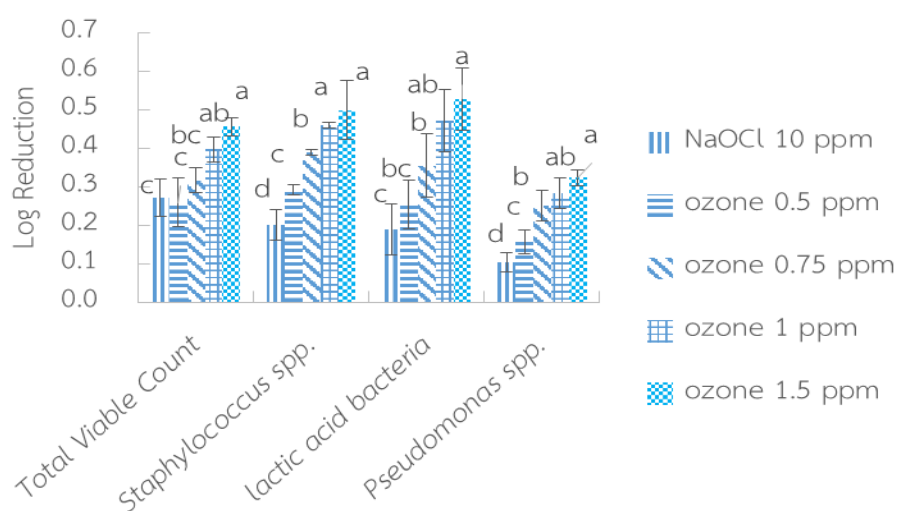 Log Reduction
0.7
0.6
0.5
0.4
0.3
0.2
0.1
0.0
c
c
bc
ab
a
d
c
b
a
a
c
bc
b
ab
a
d
c
b
ab
a
Total Viable Count
Staphylococcus spp.
lactic acid bacteria
Pseudomonas spp.
NaOCl 10 ppm
ozone 0.5 ppm
ozone 0.75 ppm
ozone 1 ppm
ozone 1.5 ppm